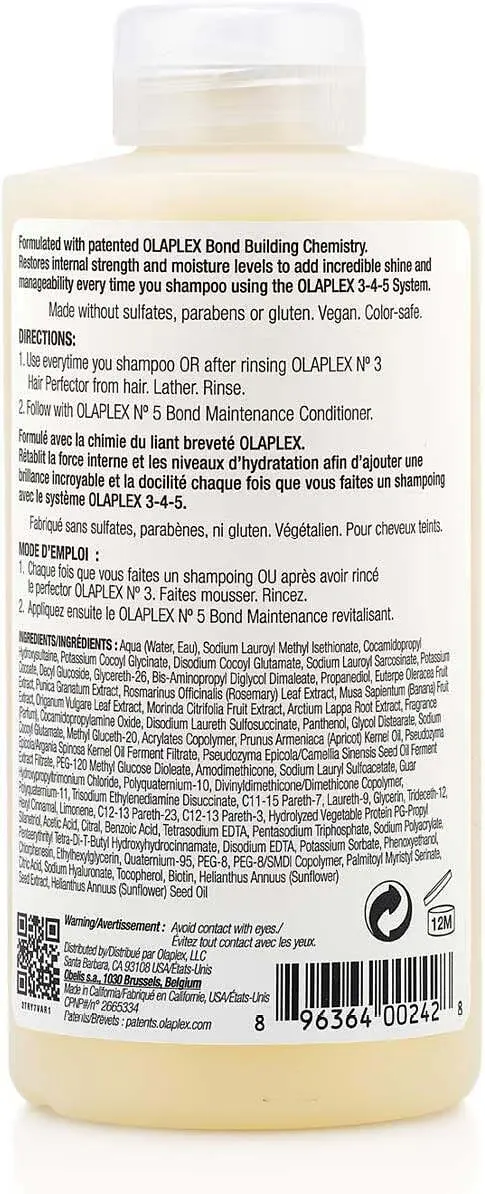 Formulated with patented OLAPLEX Bond Building Chemistry.
Restores internal strength and moisture levels to add incredible shine and
manageability every time you shampoo using the OLAPLEX 3-4-5 System.
Made without sulfates, parabens or gluten. Vegan. Color-safe.
DIRECTIONS:
1. Use everytime you shampoo OR after rinsing OLAPLEX Nº 3
Hair Perfector from hair. Lather. Rinse.
2. Follow with OLAPLEX Nº 5 Bond Maintenance Conditioner.
Formulé avec la chimie du liant breveté OLAPLEX.
Rétablit la force interne et les niveaux d'hydratation afin d'ajouter une
brillance incroyable et la docilité chaque fois que vous faites un shampoing
avec le système OLAPLEX 3-4-5.
Fabriqué sans sulfates, parabènes, ni gluten. Végétalien. Pour cheveux teints.
MODE D'EMPLOI :
1. Chaque fois que vous faites un shampoing OU après avoir rincé
le perfector OLAPLEX Nº 3. Faites mousser. Rincez.
2. Appliquez ensuite le OLAPLEX Nº 5 Bond Maintenance revitalisant.
INGREDIENTS/INGRÉDIENTS : Aqua (Water, Eau), Sodium Lauroyl Methyl Isethionate, Cocamidopropyl
Hydroxysultaine, Potassium Cocoyl Glycinate, Disodium Cocoyl Glutamate, Sodium Lauroyl Sarcosinate, Potassium
Cocoate, Decyl Glucoside, Glycereth-26, Bis-Aminopropyl Diglycol Dimaleate, Propanediol, Euterpe Oleracea Fruit
Extract, Punica Granatum Extract, Rosmarinus Officinalis (Rosemary) Leaf Extract, Musa Sapientum (Banana) Fruit
Extract, Origanum Vulgare Leaf Extract, Morinda Citrifolia Fruit Extract, Arctium Lappa Root Extract, Fragrance
(Parfum), Cocamidopropylamine Oxide, Disodium Laureth Sulfosuccinate, Panthenol, Glycol Distearate, Sodium
Cocoyl Glutamate, Methyl Gluceth-20, Acrylates Copolymer, Prunus Armeniaca (Apricot) Kernel Oil, Pseudozyma
Epicola/Argania Spinosa Kernel Oil Ferment Filtrate, Pseudozyma Epicola/Camellia Sinensis Seed Oil Ferment
Extract Filtrate, PEG-120 Methyl Glucose Dioleate, Amodimethicone, Sodium Lauryl Sulfoacetate, Guar
Hydroxypropyltrimonium Chloride, Polyquaternium-10, Divinyldimethicone/Dimethicone Copolymer,
Polyquaternium-11, Trisodium Ethylenediamine Disuccinate, C11-15 Pareth-7, Laureth-9, Glycerin, Trideceth-12,
Hexyl Cinnamal, Limonene, C12-13 Pareth-23, C12-13 Pareth-3, Hydrolyzed Vegetable Protein PG-Propyl
Silanetriol, Acetic Acid, Citral, Benzoic Acid, Tetrasodium EDTA, Pentasodium Triphosphate, Sodium Polyacrylate,
Pentaerythrityl Tetra-Di-T-Butyl Hydroxyhydrocinnamate, Disodium EDTA, Potassium Sorbate, Phenoxyethanol,
Chlorphenesin, Ethylhexylglycerin, Quaternium-95, PEG-8, PEG-8/SMDI Copolymer, Palmitoyl Myristyl Serinate,
Citric Acid, Sodium Hyaluronate, Tocopherol, Biotin, Helianthus Annuus (Sunflower)
Seed Extract, Helianthus Annuus (Sunflower) Seed Oil
Warning/Avertissement : Avoid contact with eyes./
Évitez tout contact avec les yeux.
Distributed by/Distribué par Olaplex, LLC
Santa Barbara, CA 93108 USA/États-Unis
Obelis s.a., 1030 Brussels, Belgium
Made in California/Fabriqué en Californie, USA/États-Unis
CPNP#/nº 2665334
Patents/Brevets : patents.olaplex.com
12M
8 96364 00242 8